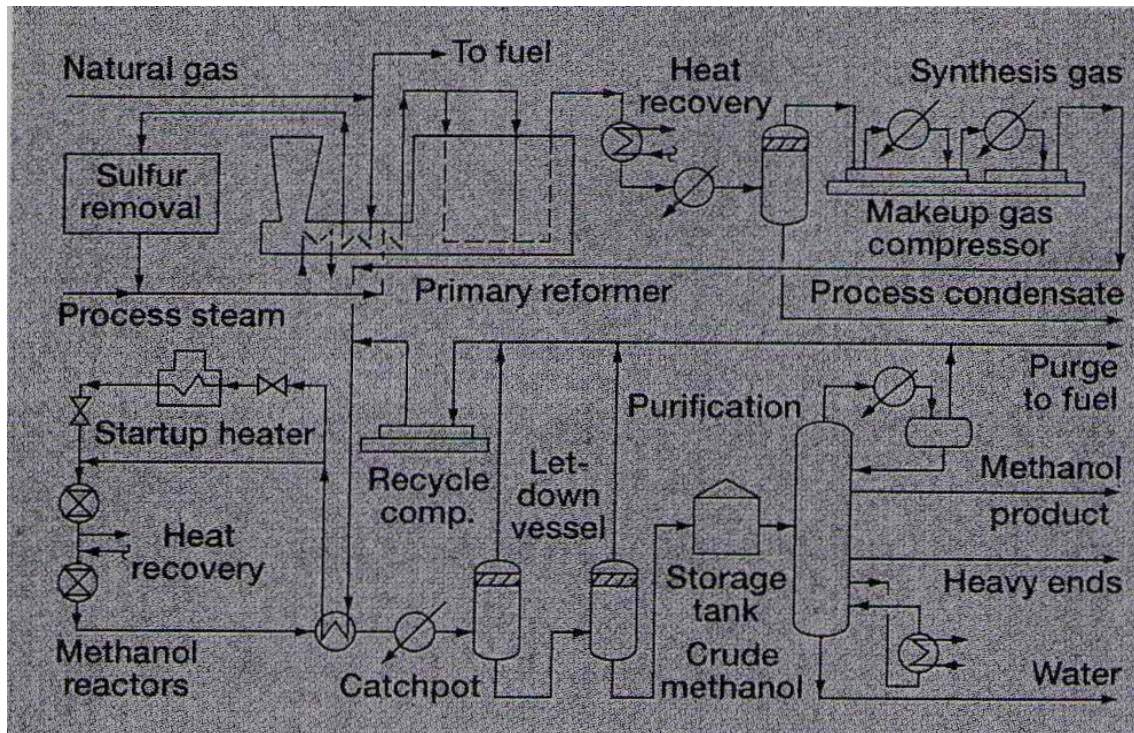 To fuel
Natural gas
Heat
recovery
Synthesis gas
Sulfur
removal
Makeup gas
compressor
Primary reformer
Process condensate
Process steam
Purge
to fuel
Purification
Startup heater
Let-
down
vessel
Recycle
comp.
Methanol
product
Heat
recovery
Storage
tank
Heavy ends
Methanol
reactors
Catchpot
Crude
methanol
Water